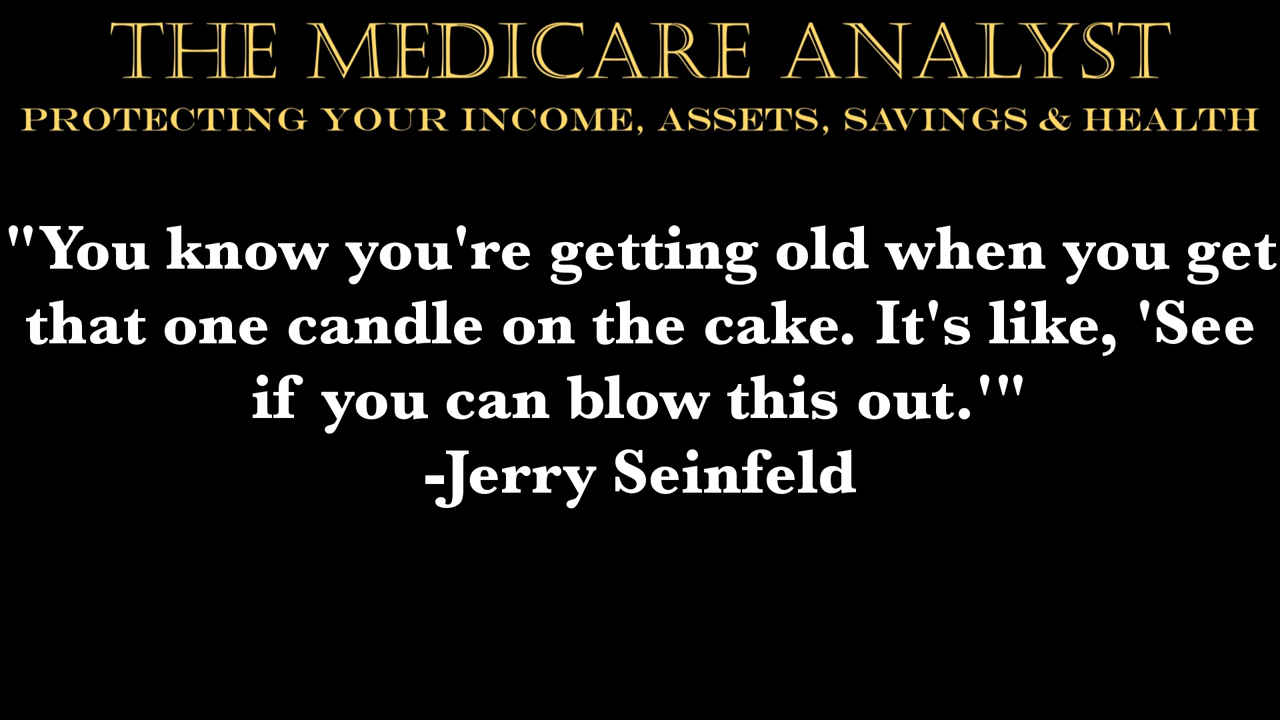 THE MEDICARE ANALYST
PROTECTING YOUR INCOME, ASSETS, SAVINGS & HEALTH
"You know you're getting old when you get
that one candle on the cake. It's like, 'See
if you can blow this out.'"
-Jerry Seinfeld